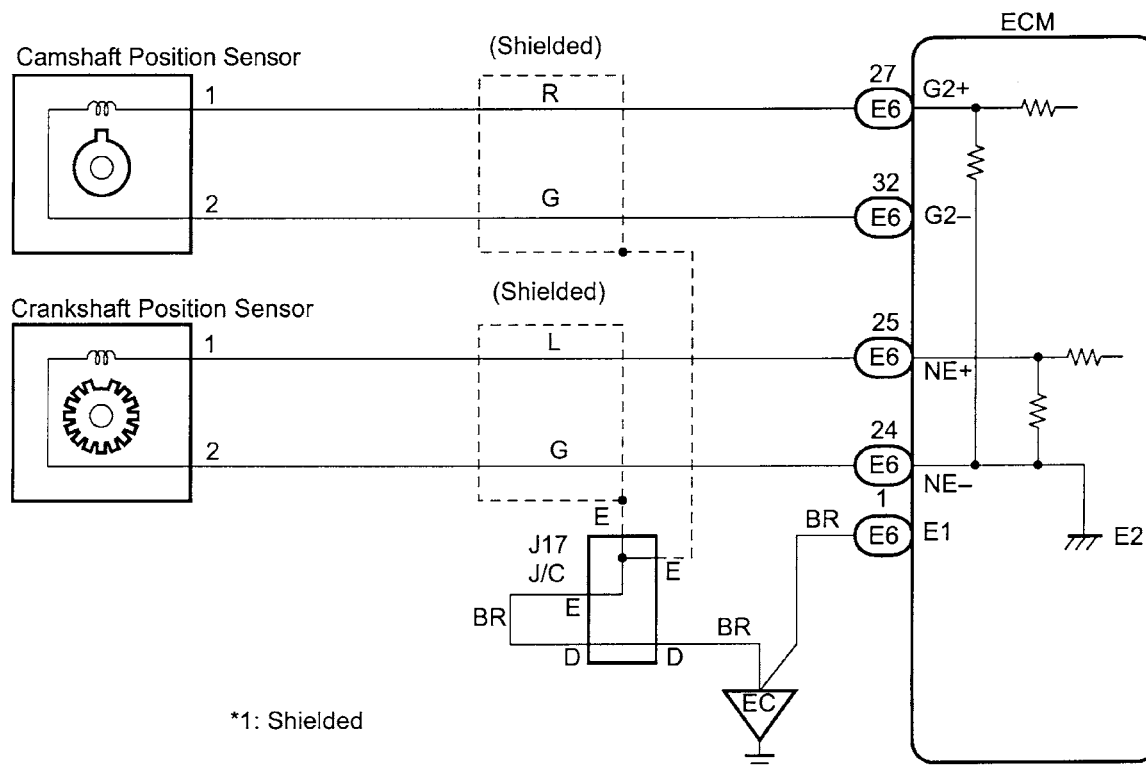 ECM
Camshaft Position Sensor
(Shielded)
1
R
27
E6
G2+
2
G
32
E6
G2–
Crankshaft Position Sensor
(Shielded)
1
L
25
E6
NE+
2
G
24
E6
NE–
1
E6
E1
BR
E2
E
J17
J/C
E
E
BR
D
D
BR
EC
*1: Shielded